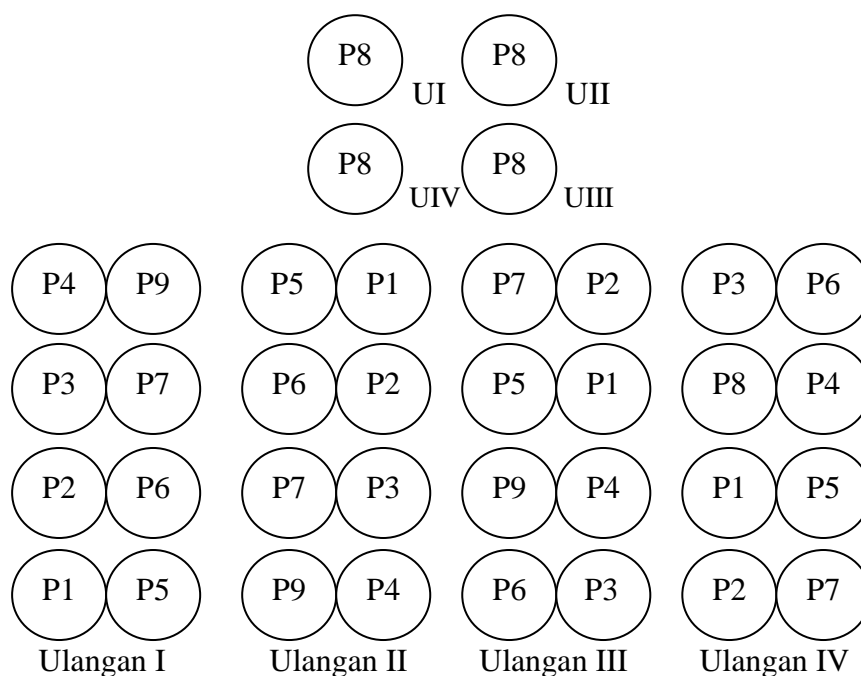 P8 P8
UI UII
P8 P8
UIV UIII
P4 P9 P5 P1 P7 P2 P3 P6
P3 P7 P6 P2 P5 P1 P8 P4
P2 P6 P7 P3 P9 P4 P1 P5
P1 P5 P9 P4 P6 P3 P2 P7
Ulangan I Ulangan II Ulangan III Ulangan IV